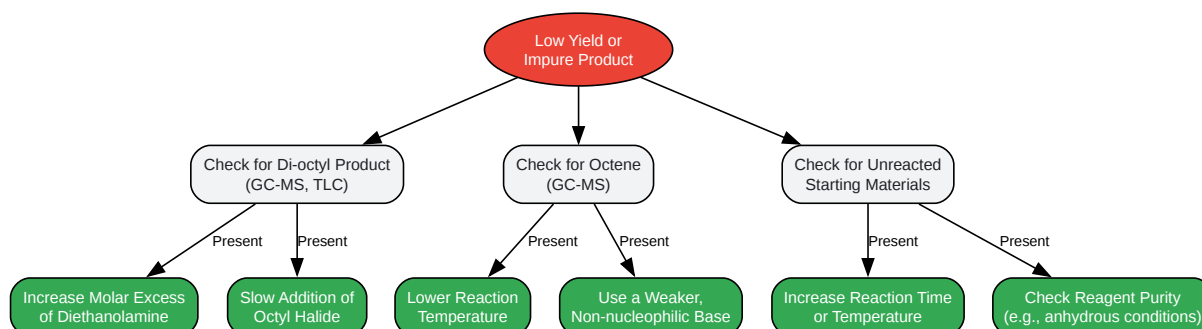 Low Yield or
Impure Product
Check for Di-octyl Product
(GC-MS, TLC)
Check for Octene
(GC-MS)
Check for Unreacted
Starting Materials
Present
Present
Present
Present
Present
Present
Increase Molar Excess
of Diethanolamine
Slow Addition of
Octyl Halide
Lower Reaction
Temperature
Use a Weaker,
Non-nucleophilic Base
Increase Reaction Time
or Temperature
Check Reagent Purity
(e.g., anhydrous conditions)